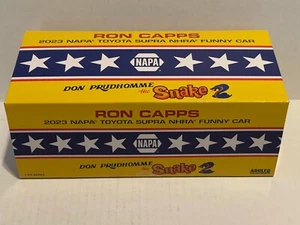 RON CAPPS
2023 NAPA® TOYOTA SUPRA NHRA® FUNNY CAR
NAPA
DON PRUDHOMME the Snake 2
RON CAPPS
2023 NAPA® TOYOTA SUPRA NHRA® FUNNY CAR
NAPA
DON PRUDHOMME the Snake 2
ADULTS